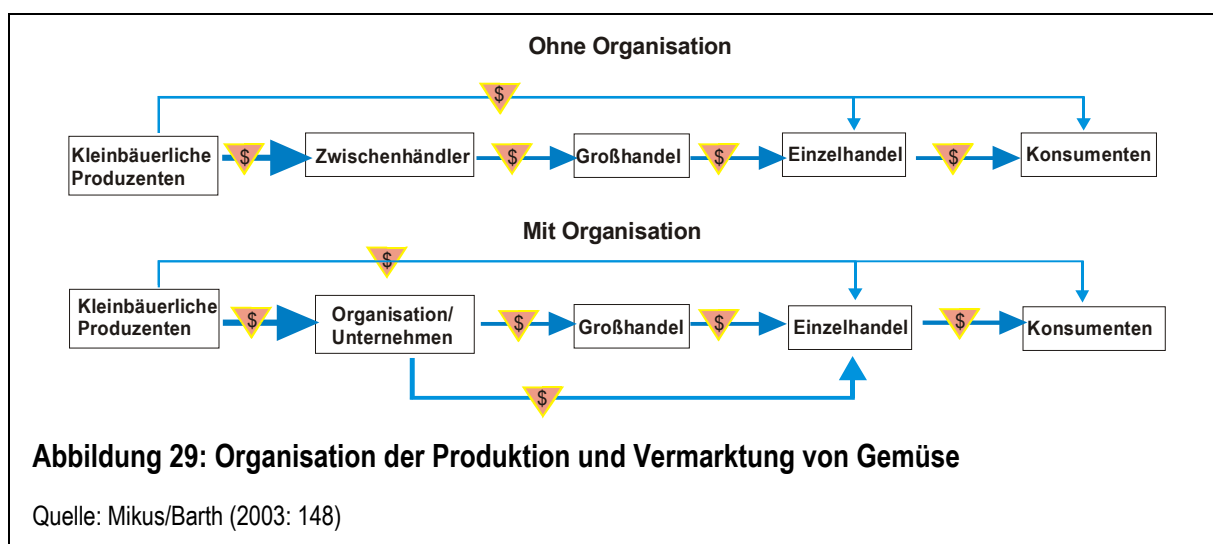 Ohne Organisation
$
Kleinbäuerliche
Produzenten
$
Zwischenhändler
$
Großhandel
$
Einzelhandel
$
Konsumenten
Mit Organisation
$
Kleinbäuerliche
Produzenten
$
Organisation/
Unternehmen
$
Großhandel
$
Einzelhandel
$
Konsumenten
$
Abbildung 29: Organisation der Produktion und Vermarktung von Gemüse
Quelle: Mikus/Barth (2003: 148)